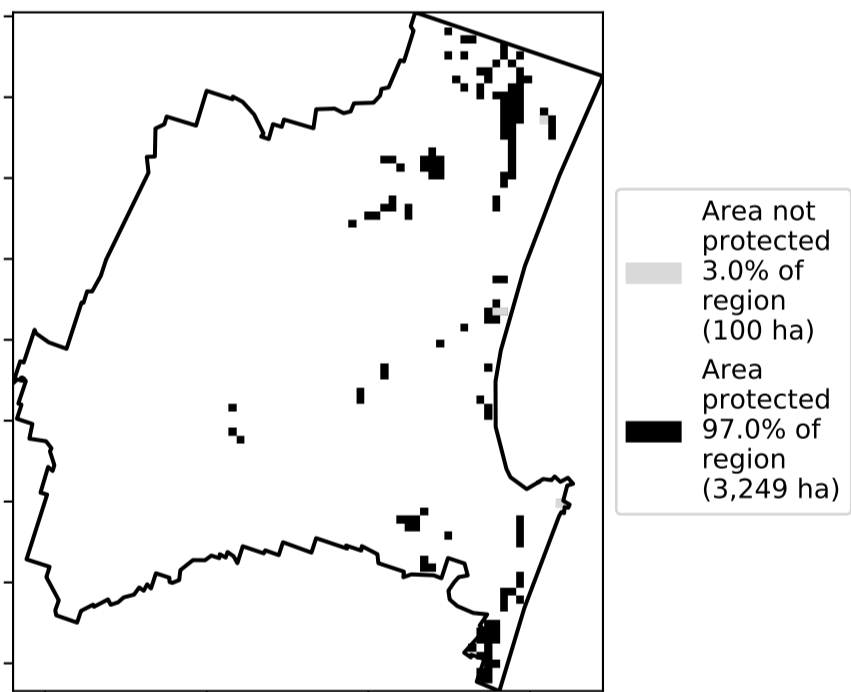 Area not
protected
3.0% of
region
(100 ha)
Area
protected
97.0% of
region
(3,249 ha)